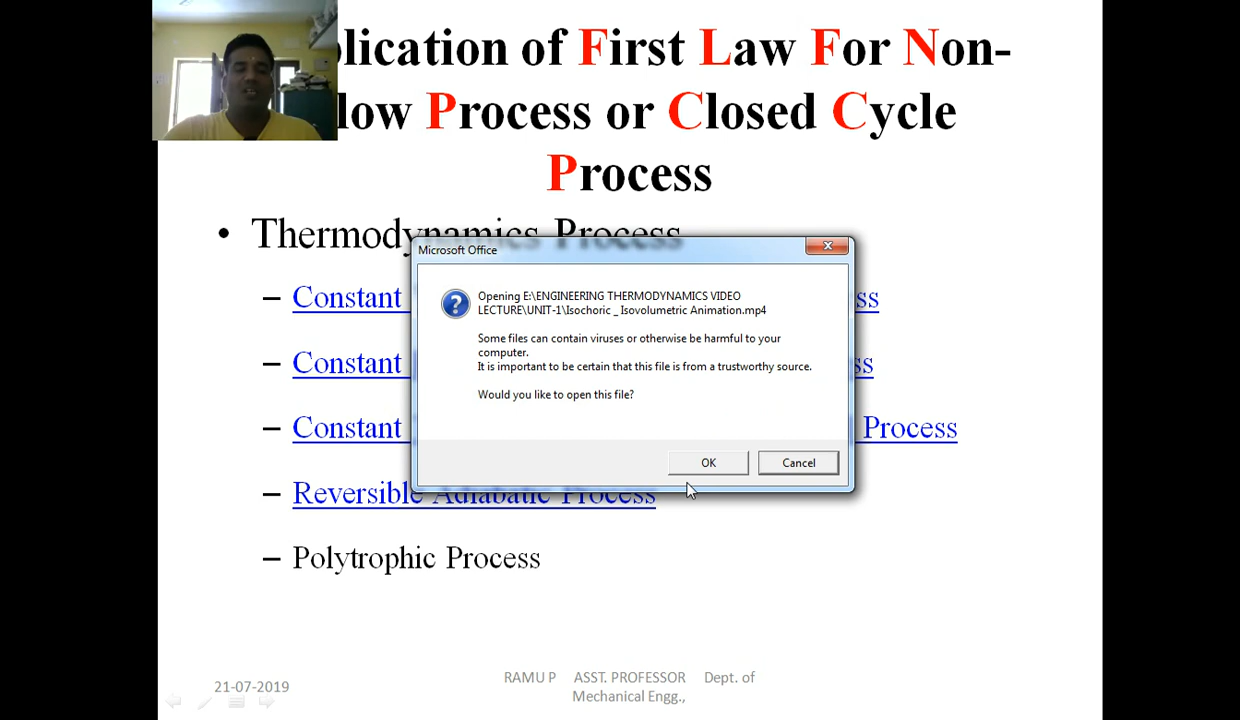 plication of First Law For Non-
low Process or Closed Cycle
Process
• Thermodynamics Process
– Constant ss
– Constant ss
– Constant Process
– Reversible Adiabatic Process
– Polytrophic Process
Microsoft Office
Opening E:\ENGINEERING THERMODYNAMICS VIDEO
LECTURE\UNIT-1\Isochoric _ Isovolumetric Animation.mp4
Some files can contain viruses or otherwise be harmful to your
computer.
It is important to be certain that this file is from a trustworthy source.
Would you like to open this file?
OK Cancel
21-07-2019
RAMU P ASST. PROFESSOR Dept. of
Mechanical Engg.,